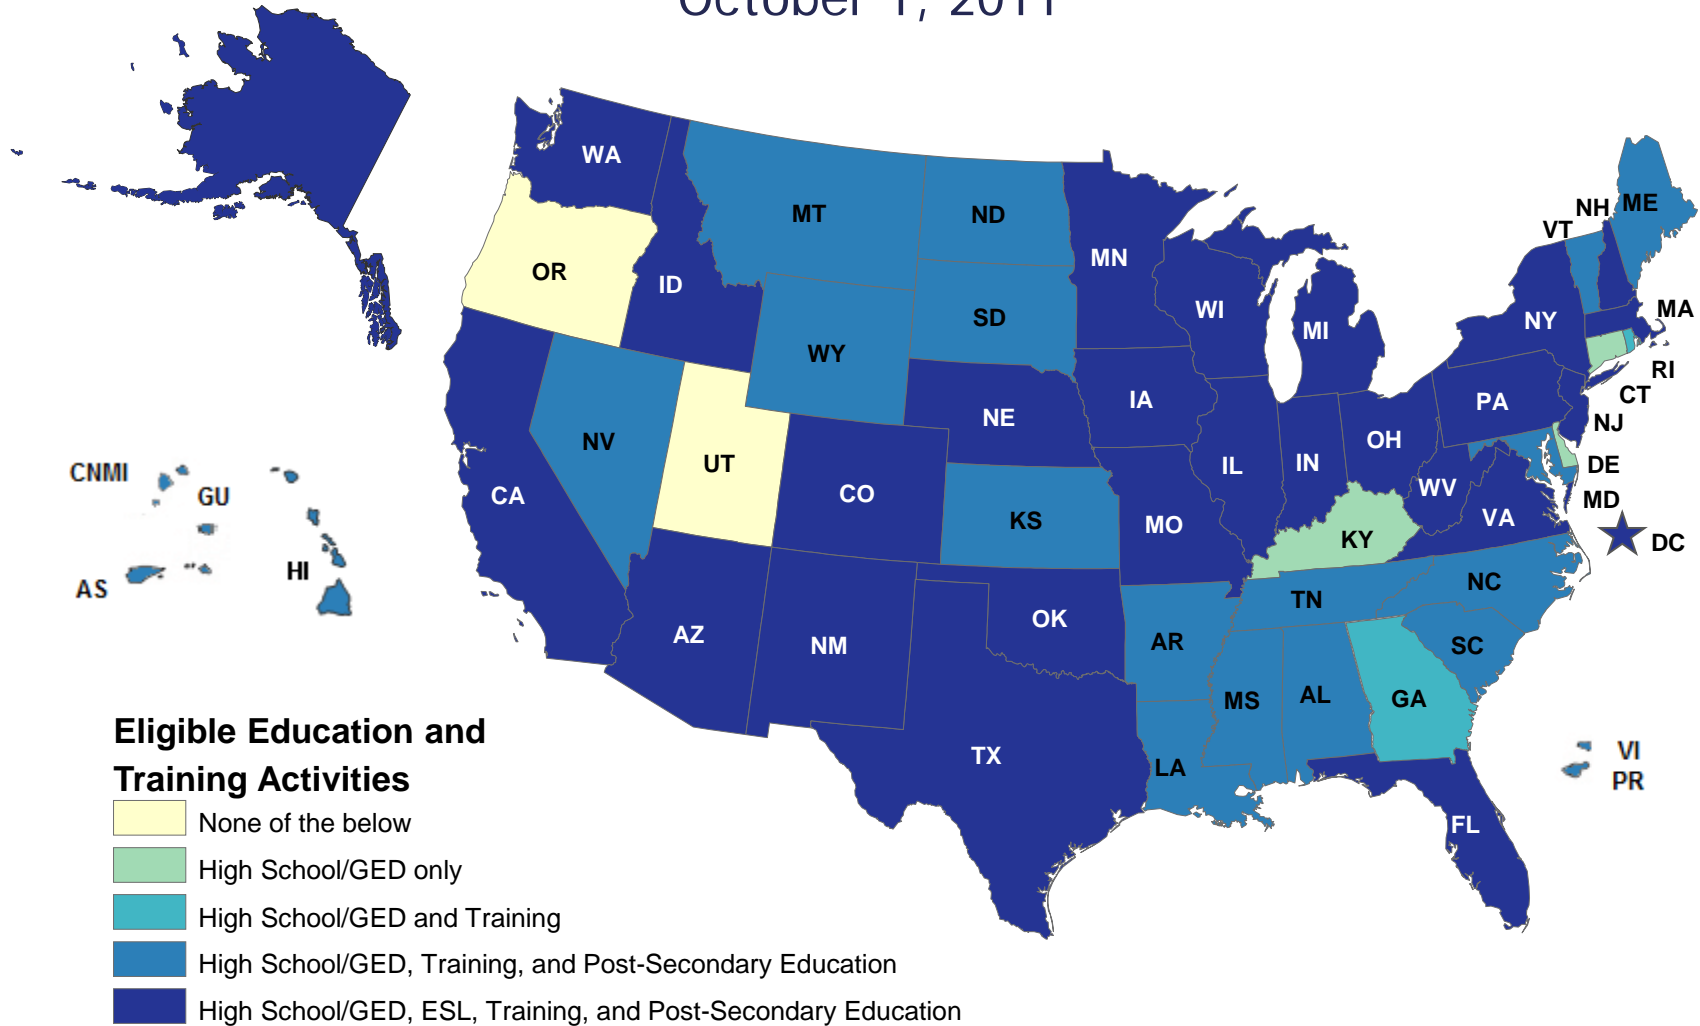 October 1, 2011
WA
MT
ND
MN
OR
ID
SD
WY
WI
MI
NY
VT
NH
ME
MA
RI
CT
NJ
DE
MD
DC
PA
IA
NE
NV
UT
CO
CA
KS
MO
IL
IN
OH
WV
VA
KY
TN
NC
SC
AZ
NM
OK
AR
TX
LA
MS
AL
GA
FL
CNMI
GU
AS
HI
VI
PR
Eligible Education and
Training Activities
None of the below
High School/GED only
High School/GED and Training
High School/GED, Training, and Post-Secondary Education
High School/GED, ESL, Training, and Post-Secondary Education